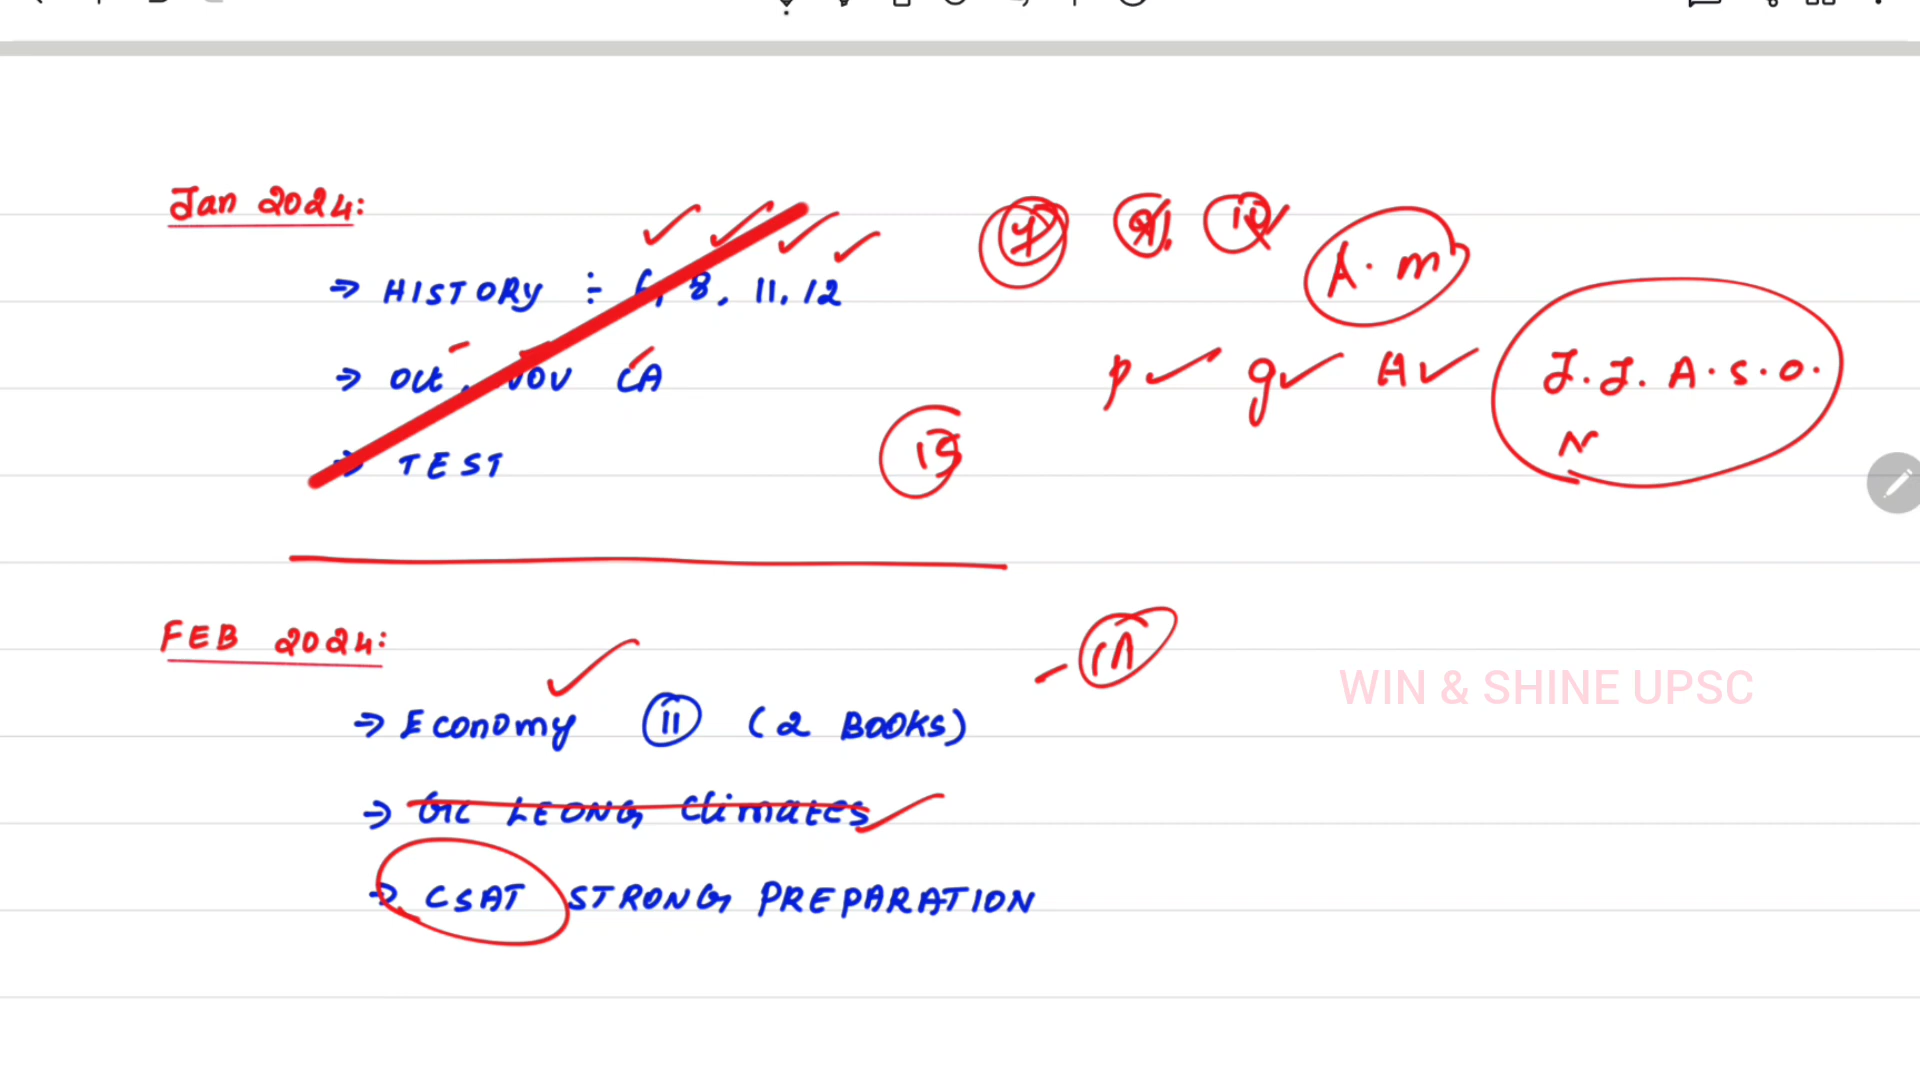 Jan 2024:
⇒ HISTORY ÷ 6, 8, 11, 12
⇒ Oct, NOV CA
⇒ TEST
A. m
P g H
J. J. A. S. O.
N
15
FEB 2024:
⇒ Economy 11 (2 BOOKS)
⇒ GC LEONG Climates
⇒ CSAT STRONG PREPARATION
WIN & SHINE UPSC